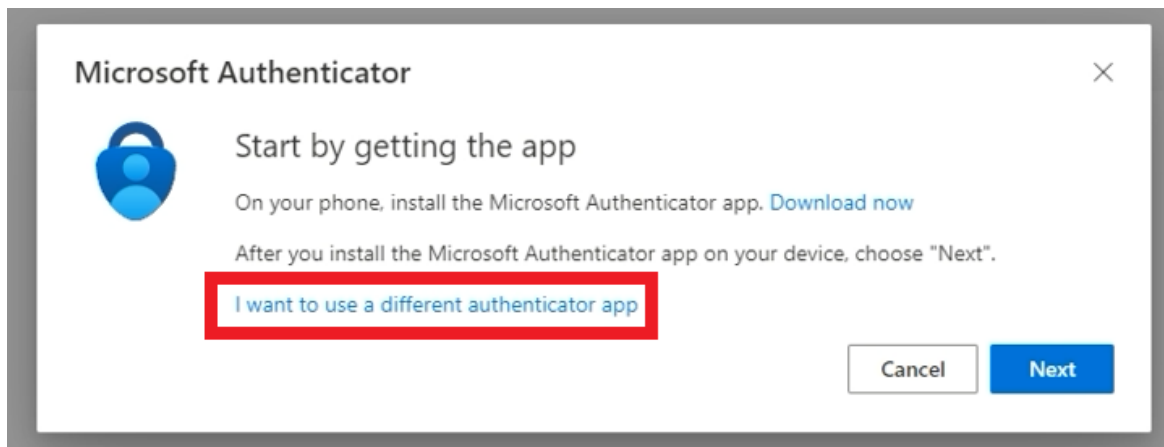 Microsoft Authenticator
Start by getting the app
On your phone, install the Microsoft Authenticator app. Download now
After you install the Microsoft Authenticator app on your device, choose "Next".
I want to use a different authenticator app
Cancel Next